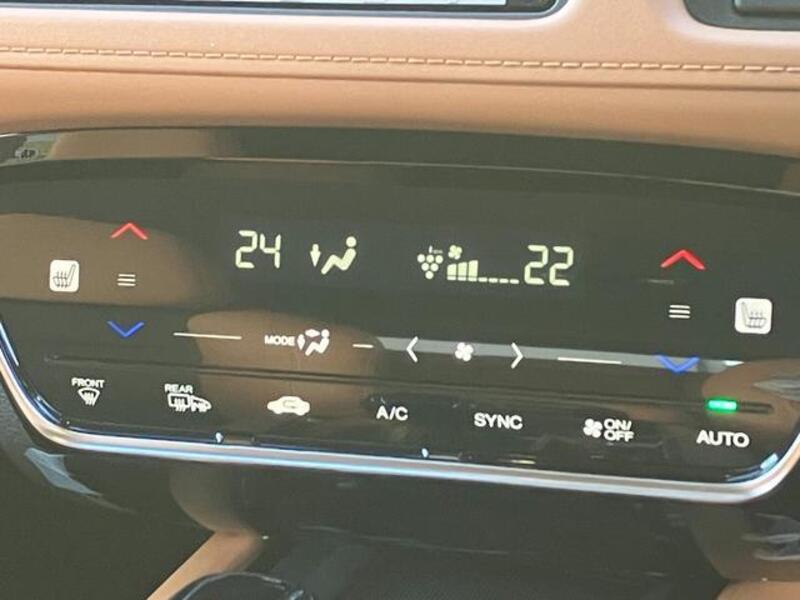 24 22
MODE
FRONT
REAR
A/C
SYNC
ON/
OFF
AUTO